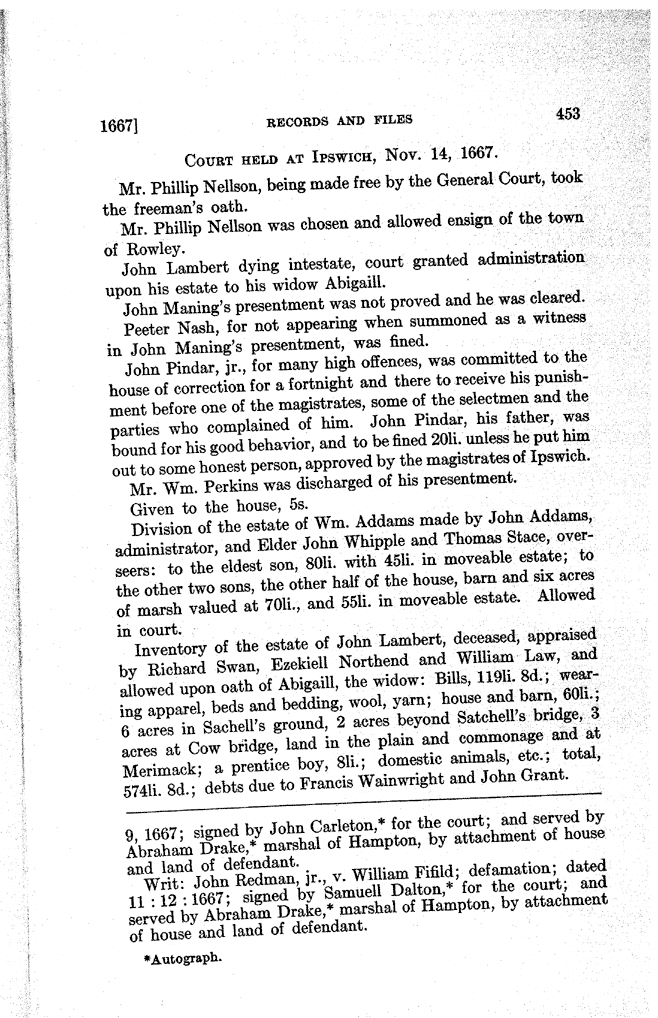 1667] RECORDS AND FILES 453
COURT HELD AT IPSWICH, NOV. 14, 1667.
Mr. Phillip Nellson, being made free by the General Court, took
the freeman's oath.
Mr. Phillip Nellson was chosen and allowed ensign of the town
of Rowley.
John Lambert dying intestate, court granted administration
upon his estate to his widow Abigaill.
John Maning's presentment was not proved and he was cleared.
Peeter Nash, for not appearing when summoned as a witness
in John Maning's presentment, was fined.
John Pindar, jr., for many high offences, was committed to the
house of correction for a fortnight and there to receive his punish-
ment before one of the magistrates, some of the selectmen and the
parties who complained of him. John Pindar, his father, was
bound for his good behavior, and to be fined 20li. unless he put him
out to some honest person, approved by the magistrates of Ipswich.
Mr. Wm. Perkins was discharged of his presentment.
Given to the house, 5s.
Division of the estate of Wm. Addams made by John Addams,
administrator, and Elder John Whipple and Thomas Stace, over-
seers: to the eldest son, 80li. with 45li. in moveable estate; to
the other two sons, the other half of the house, barn and six acres
of marsh valued at 70li., and 55li. in moveable estate. Allowed
in court.
Inventory of the estate of John Lambert, deceased, appraised
by Richard Swan, Ezekiell Northend and William Law, and
allowed upon oath of Abigaill, the widow: Bills, 119li. 8d.; wear-
ing apparel, beds and bedding, wool, yarn; house and barn, 60li.;
6 acres in Sachell's ground, 2 acres beyond Satchell's bridge, 3
acres at Cow bridge, land in the plain and commonage and at
Merimack; a prentice boy, 8li.; domestic animals, etc.; total,
574li. 8d.; debts due to Francis Wainwright and John Grant.
9, 1667; signed by John Carleton,* for the court; and served by
Abraham Drake,* marshal of Hampton, by attachment of house
and land of defendant.
Writ: John Redman, jr., v. William Fifild; defamation; dated
11 : 12 : 1667; signed by Samuell Dalton,* for the court; and
served by Abraham Drake,* marshal of Hampton, by attachment
of house and land of defendant.
*Autograph.